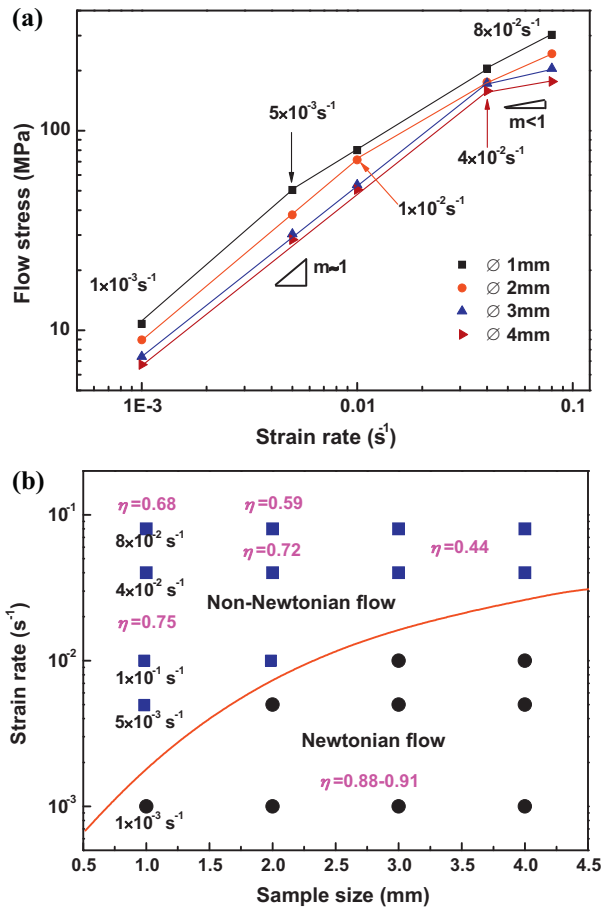 (a)
Flow stress (MPa)
100
10
8×10⁻²s⁻¹
5×10⁻³s⁻¹
m<1
4×10⁻²s⁻¹
1×10⁻²s⁻¹
1×10⁻³s⁻¹
m≈1
∅ 1mm
∅ 2mm
∅ 3mm
∅ 4mm
1E-3
0.01
0.1
Strain rate (s⁻¹)
(b)
Strain rate (s⁻¹)
10⁻¹
10⁻²
10⁻³
η=0.68
η=0.59
8×10⁻² s⁻¹
η=0.72
η=0.44
4×10⁻² s⁻¹
Non-Newtonian flow
η=0.75
1×10⁻¹ s⁻¹
5×10⁻³ s⁻¹
Newtonian flow
η=0.88-0.91
1×10⁻³ s⁻¹
0.5 1.0 1.5 2.0 2.5 3.0 3.5 4.0 4.5
Sample size (mm)